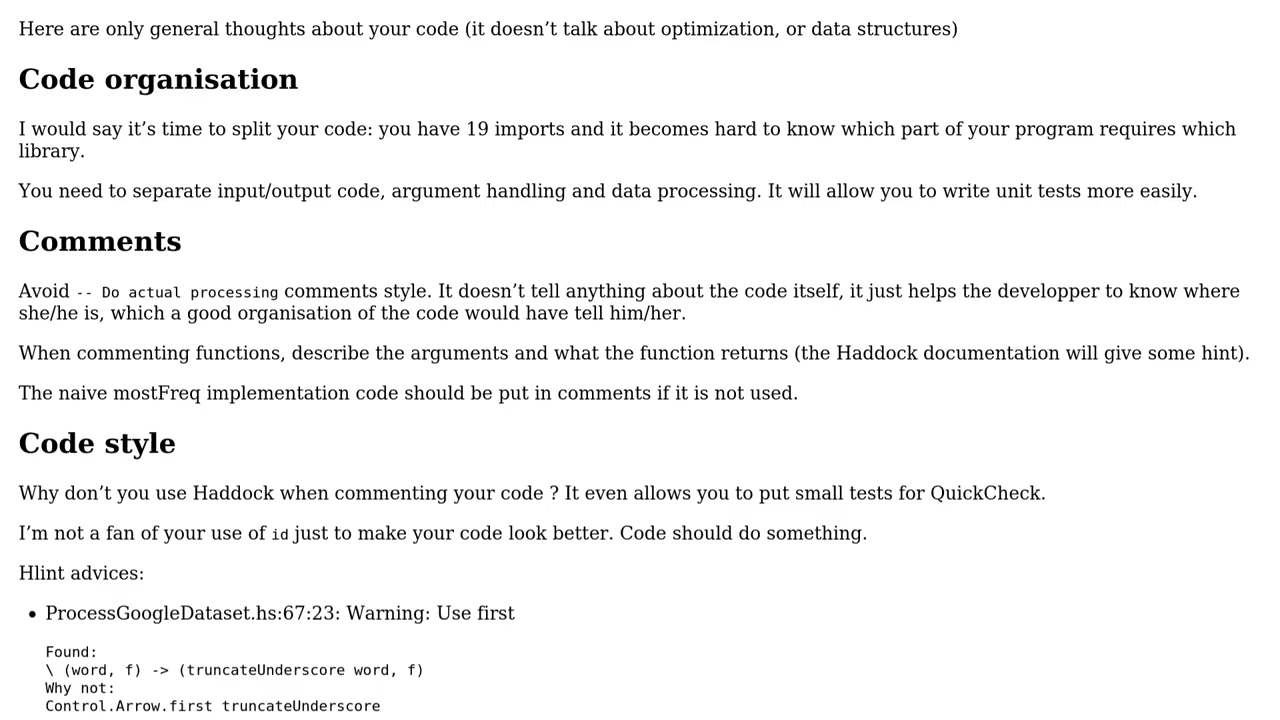 Here are only general thoughts about your code (it doesn’t talk about optimization, or data structures)
Code organisation
I would say it’s time to split your code: you have 19 imports and it becomes hard to know which part of your program requires which
library.
You need to separate input/output code, argument handling and data processing. It will allow you to write unit tests more easily.
Comments
Avoid -- Do actual processing comments style. It doesn’t tell anything about the code itself, it just helps the developper to know where
she/he is, which a good organisation of the code would have tell him/her.
When commenting functions, describe the arguments and what the function returns (the Haddock documentation will give some hint).
The naive mostFreq implementation code should be put in comments if it is not used.
Code style
Why don’t you use Haddock when commenting your code ? It even allows you to put small tests for QuickCheck.
I’m not a fan of your use of id just to make your code look better. Code should do something.
Hlint advices:
• ProcessGoogleDataset.hs:67:23: Warning: Use first
Found:
\ (word, f) -> (truncateUnderscore word, f)
Why not:
Control.Arrow.first truncateUnderscore